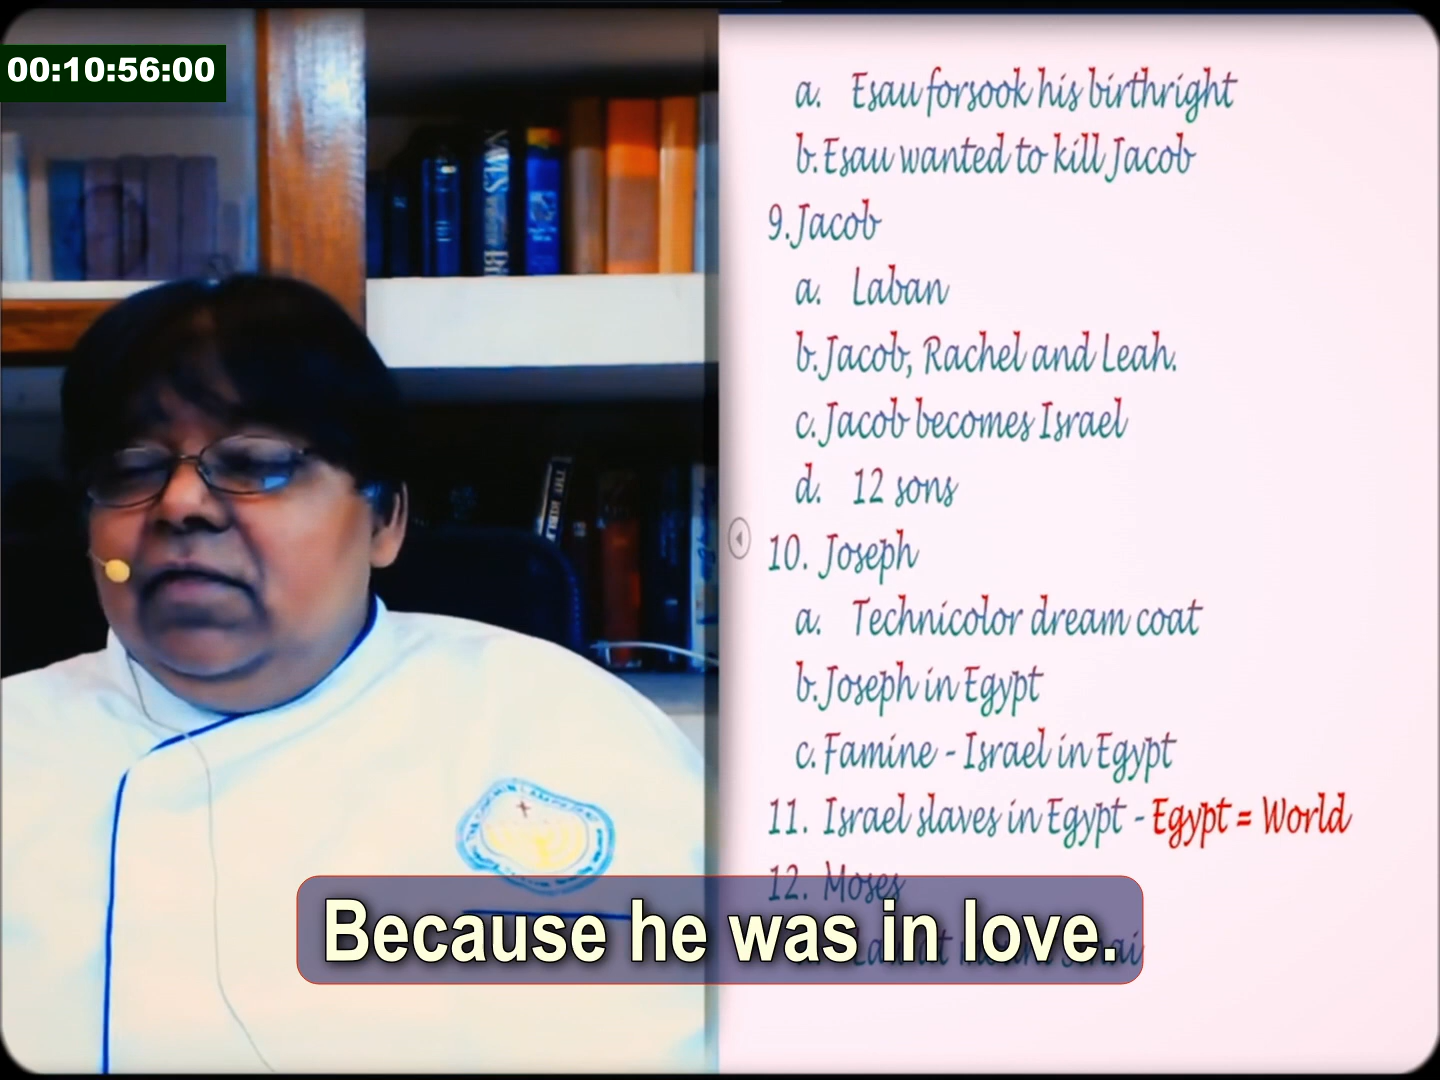 00:10:56:00
a. Esau forsook his birthright
b. Esau wanted to kill Jacob
9. Jacob
a. Laban
b. Jacob, Rachel and Leah.
c. Jacob becomes Israel
d. 12 sons
10. Joseph
a. Technicolor dream coat
b. Joseph in Egypt
c. Famine - Israel in Egypt
11. Israel slaves in Egypt - Egypt = World
12. Moses
Because he was in love.